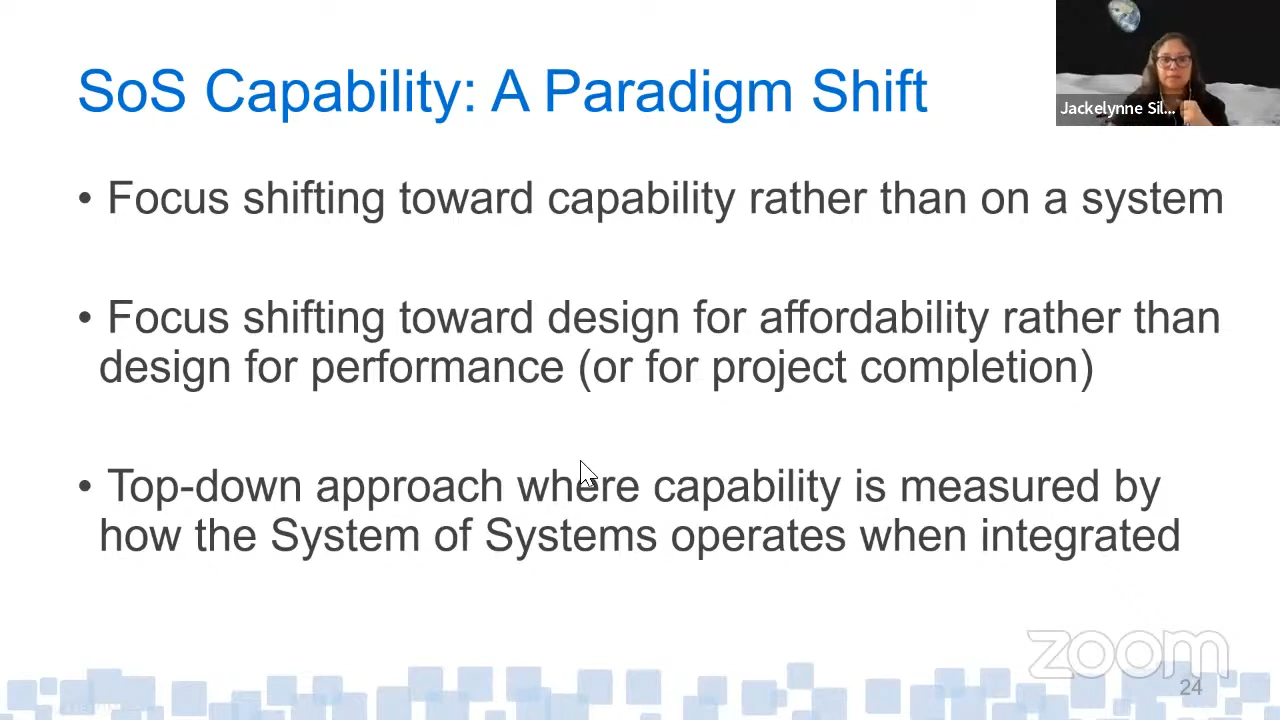 SoS Capability: A Paradigm Shift
Jackelynne Sil...
• Focus shifting toward capability rather than on a system
• Focus shifting toward design for affordability rather than
design for performance (or for project completion)
• Top-down approach where capability is measured by
how the System of Systems operates when integrated
zoom
24